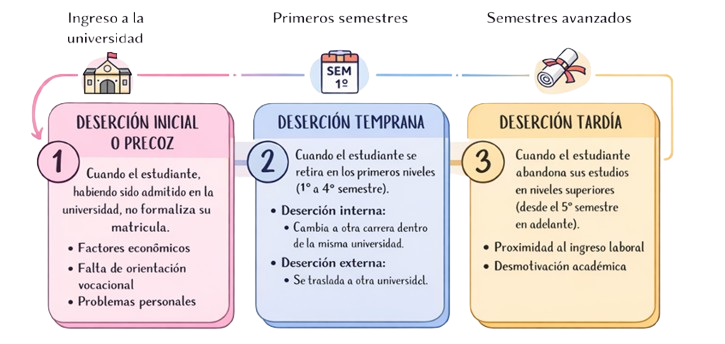 Ingreso a la
universidad
Primeros semestres
Semestres avanzados
SEM
1º
DESERCIÓN INICIAL
O PRECOZ
1
Cuando el estudiante,
habiendo sido admitido en la
universidad, no formaliza su
matricula.
• Factores económicos
• Falta de orientación
vocacional
• Problemas personales
DESERCIÓN TEMPRANA
2
Cuando el estudiante se
retira en los primeros niveles
(1º a 4º semestre).
• Deserción interna:
• Cambia a otra carrera dentro
de la misma universidad.
• Deserción externa:
• Se traslada a otra universidcl.
DESERCIÓN TARDÍA
3
Cuando el estudiante
abandona sus estudios
en niveles superiores
(desde el 5º semestre
en adelante).
• Proximidad al ingreso laboral
• Desmotivación académica